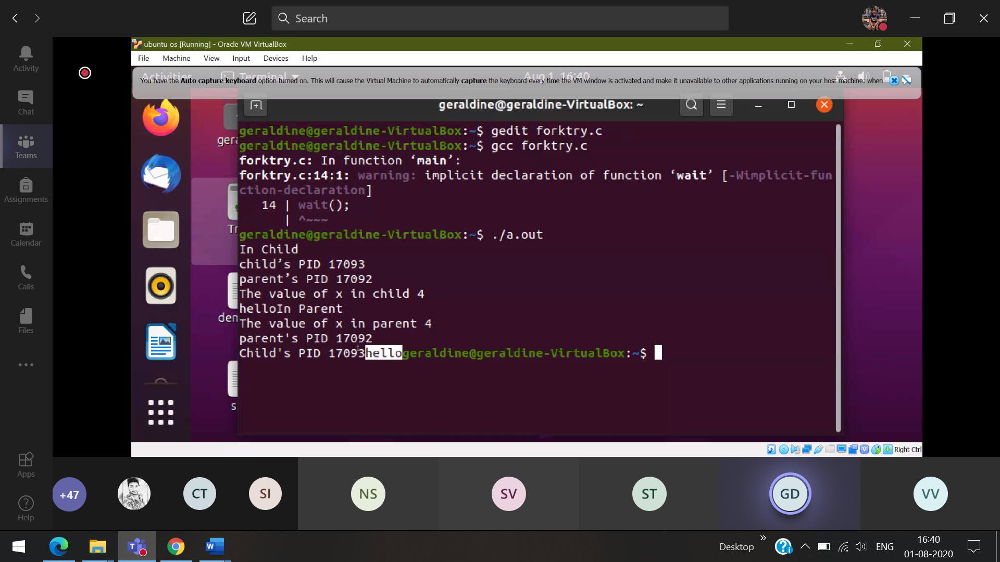 Search
Activity
Chat
Teams
Assignments
Calendar
Calls
Files
Apps
Help
ubuntu os [Running] - Oracle VM VirtualBox
File Machine View Input Devices Help
Activities Terminal Aug 1 16:40
You have the Auto capture keyboard option turned on. This will cause the Virtual Machine to automatically capture the keyboard every time the VM window is activated and make it unavailable to other applications running on your host machine: when
geraldine@geraldine-VirtualBox: ~
geraldine@geraldine-VirtualBox:~$ gedit forktry.c
geraldine@geraldine-VirtualBox:~$ gcc forktry.c
forktry.c: In function ‘main’:
forktry.c:14:1: warning: implicit declaration of function ‘wait’ [-Wimplicit-fun
ction-declaration]
14 | wait();
| ^~~~
geraldine@geraldine-VirtualBox:~$ ./a.out
In Child
child’s PID 17093
parent’s PID 17092
The value of x in child 4
helloIn Parent
The value of x in parent 4
parent's PID 17092
Child's PID 17093hellogeraldine@geraldine-VirtualBox:~$
gera
Tr
den
s.
Right Ctrl
+47
CT
SI
NS
SV
ST
GD
VV
Desktop
ENG
16:40
01-08-2020